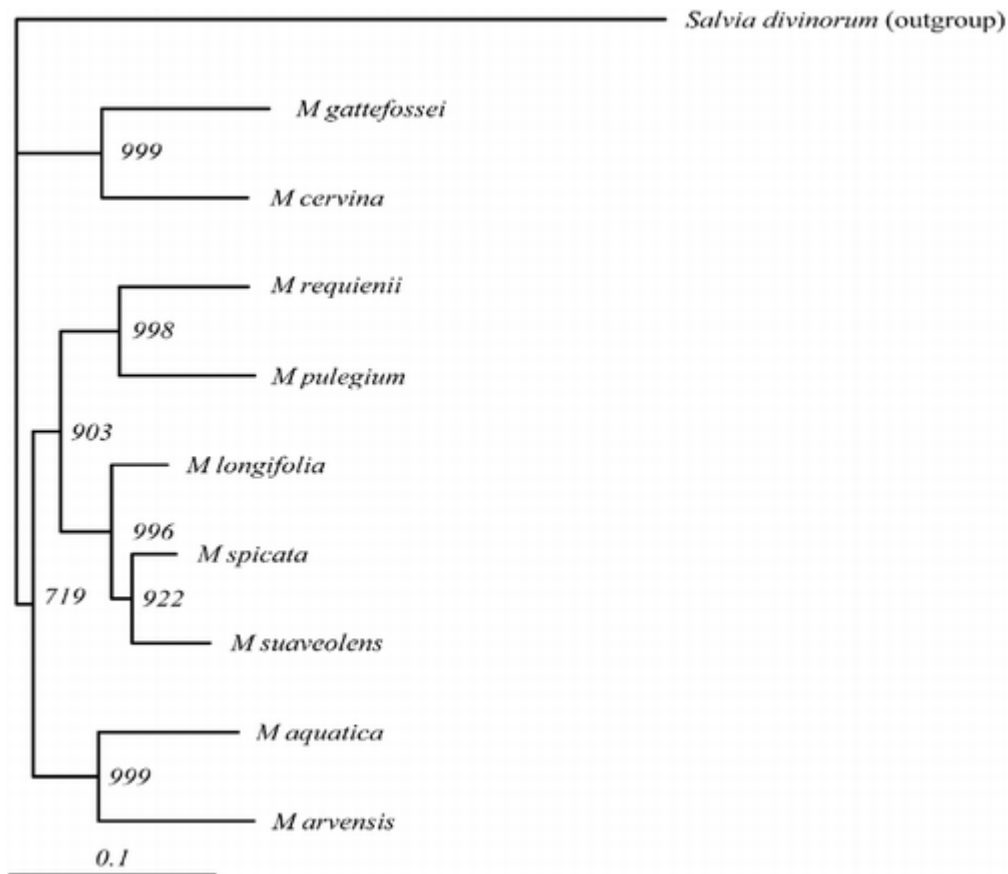 Salvia divinorum (outgroup)
M gattefossei
999
M cervina
M requienii
998
M pulegium
903
M longifolia
996
M spicata
719
922
M suaveolens
M aquatica
999
M arvensis
0.1